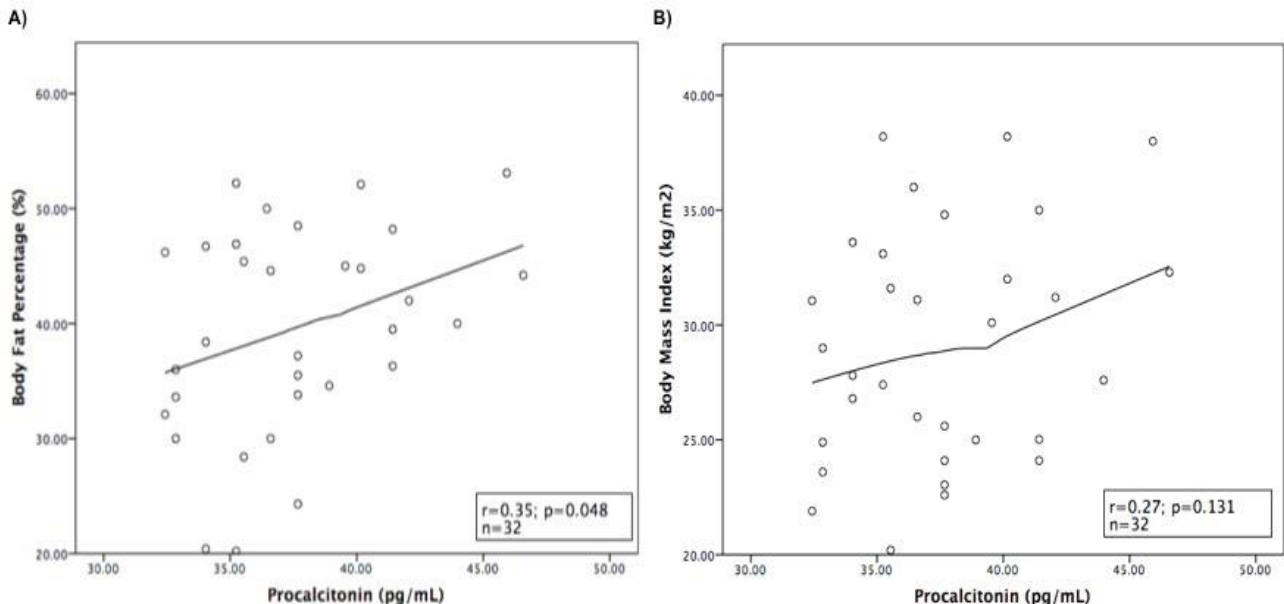 A)
60.00
50.00
40.00
30.00
20.00
Body Fat Percentage (%)
r=0.35; p=0.048
n=32
30.00 35.00 40.00 45.00 50.00
Procalcitonin (pg/mL)
B)
40.00
35.00
30.00
25.00
20.00
Body Mass Index (kg/m2)
r=0.27; p=0.131
n=32
30.00 35.00 40.00 45.00 50.00
Procalcitonin (pg/mL)